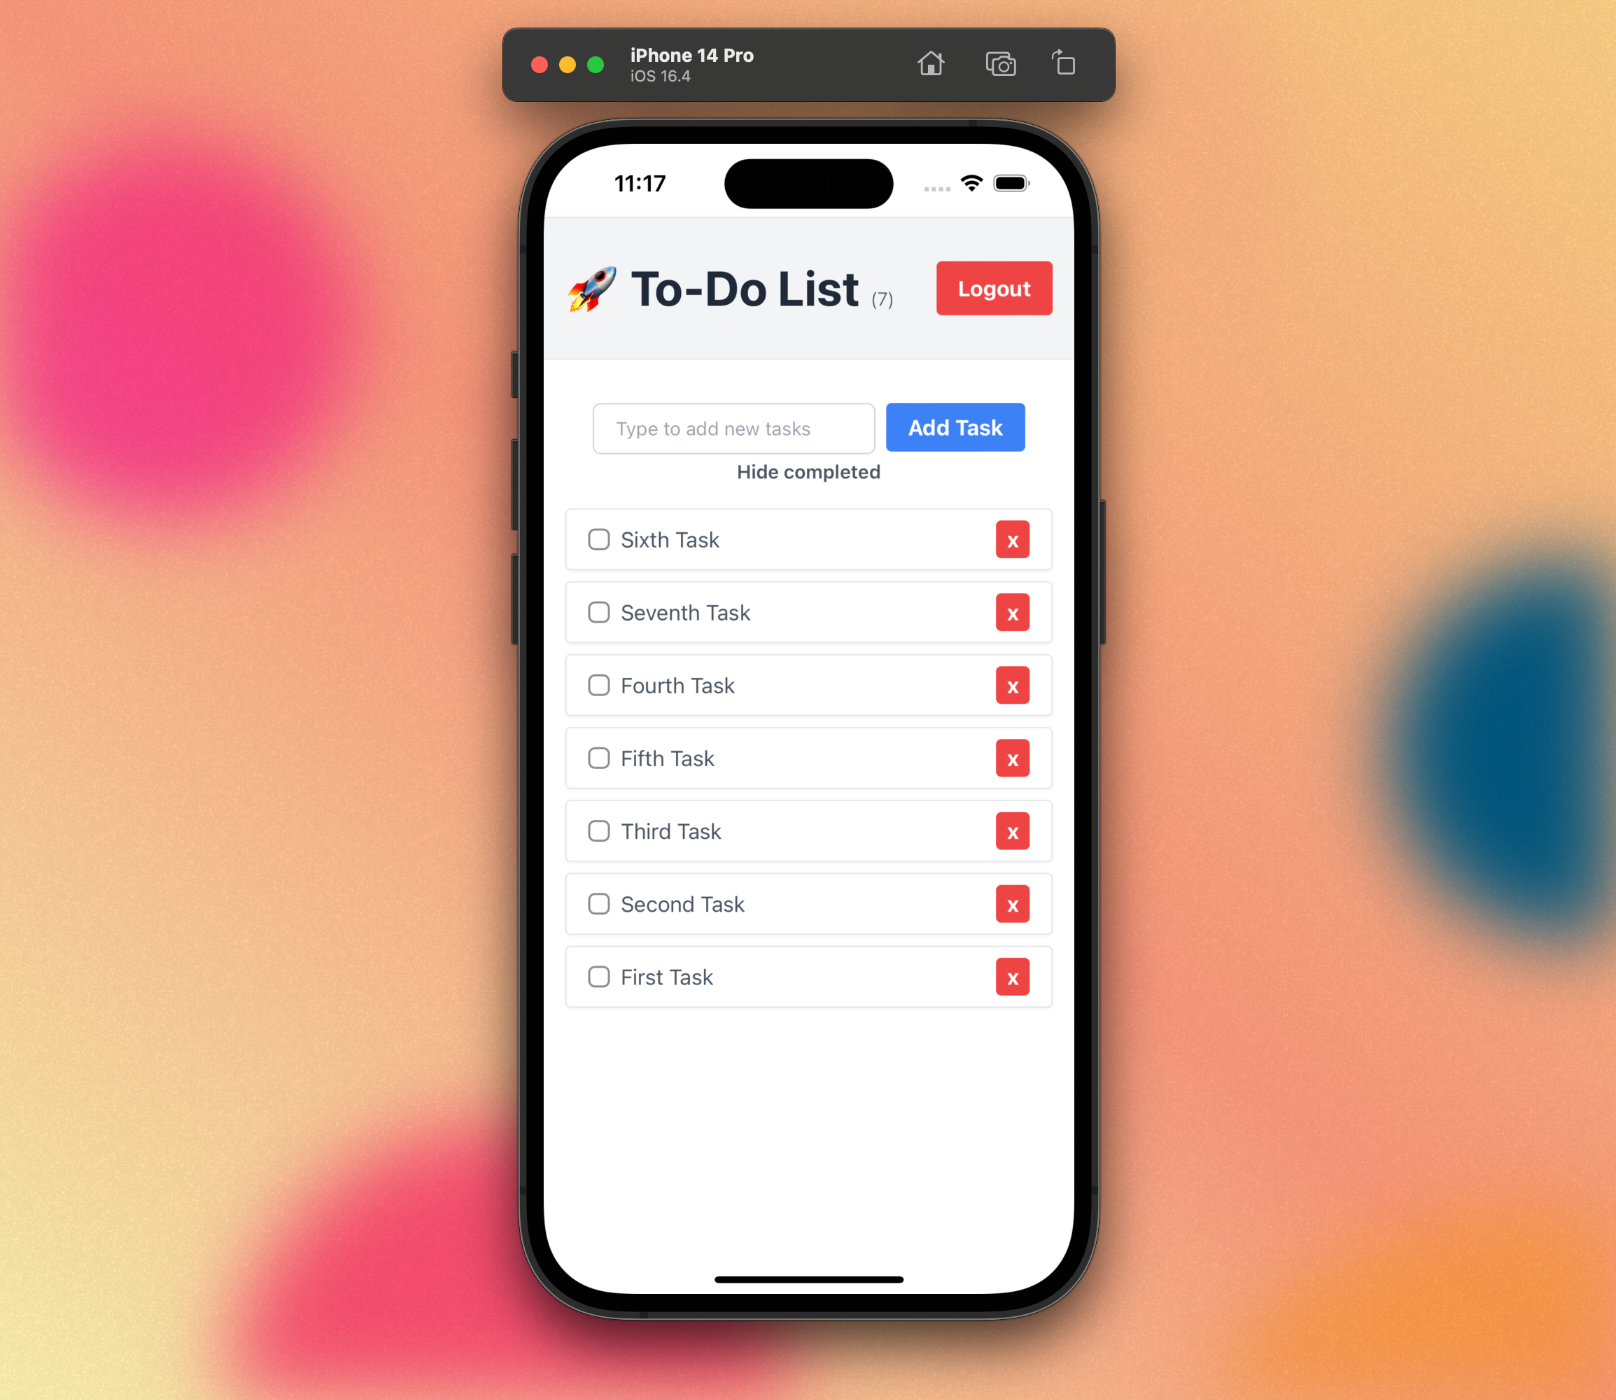 iPhone 14 Pro
iOS 16.4
11:17
🚀 To-Do List (7)
Logout
Type to add new tasks
Add Task
Hide completed
Sixth Task x
Seventh Task x
Fourth Task x
Fifth Task x
Third Task x
Second Task x
First Task x